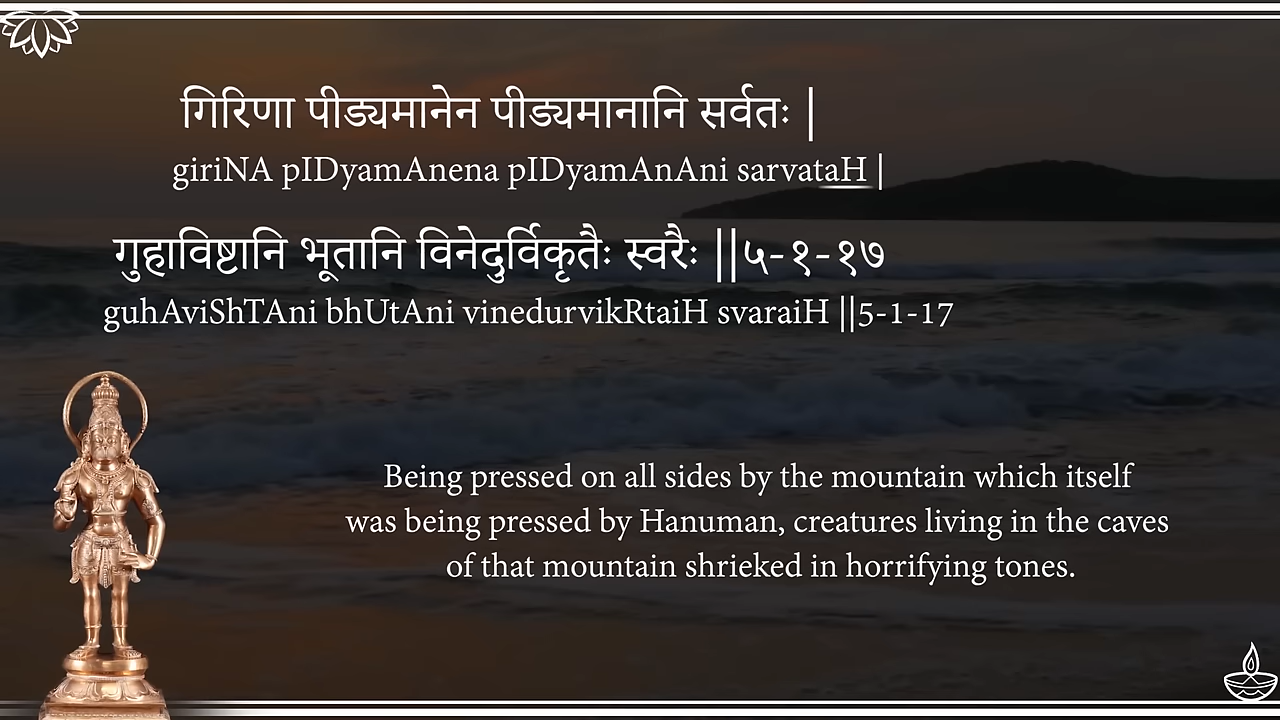 गिरिणा पीड्यमानेन पीड्यमानानि सर्वतः |
giriNA pIDyamAnena pIDyamAnAni sarvataH |
गुहाविष्टानि भूतानि विनेदुर्विकृतैः स्वरैः ||५-१-१७
guhAviShTAni bhUtAni vinedurvikRtaiH svaraiH ||5-1-17
Being pressed on all sides by the mountain which itself
was being pressed by Hanuman, creatures living in the caves
of that mountain shrieked in horrifying tones.